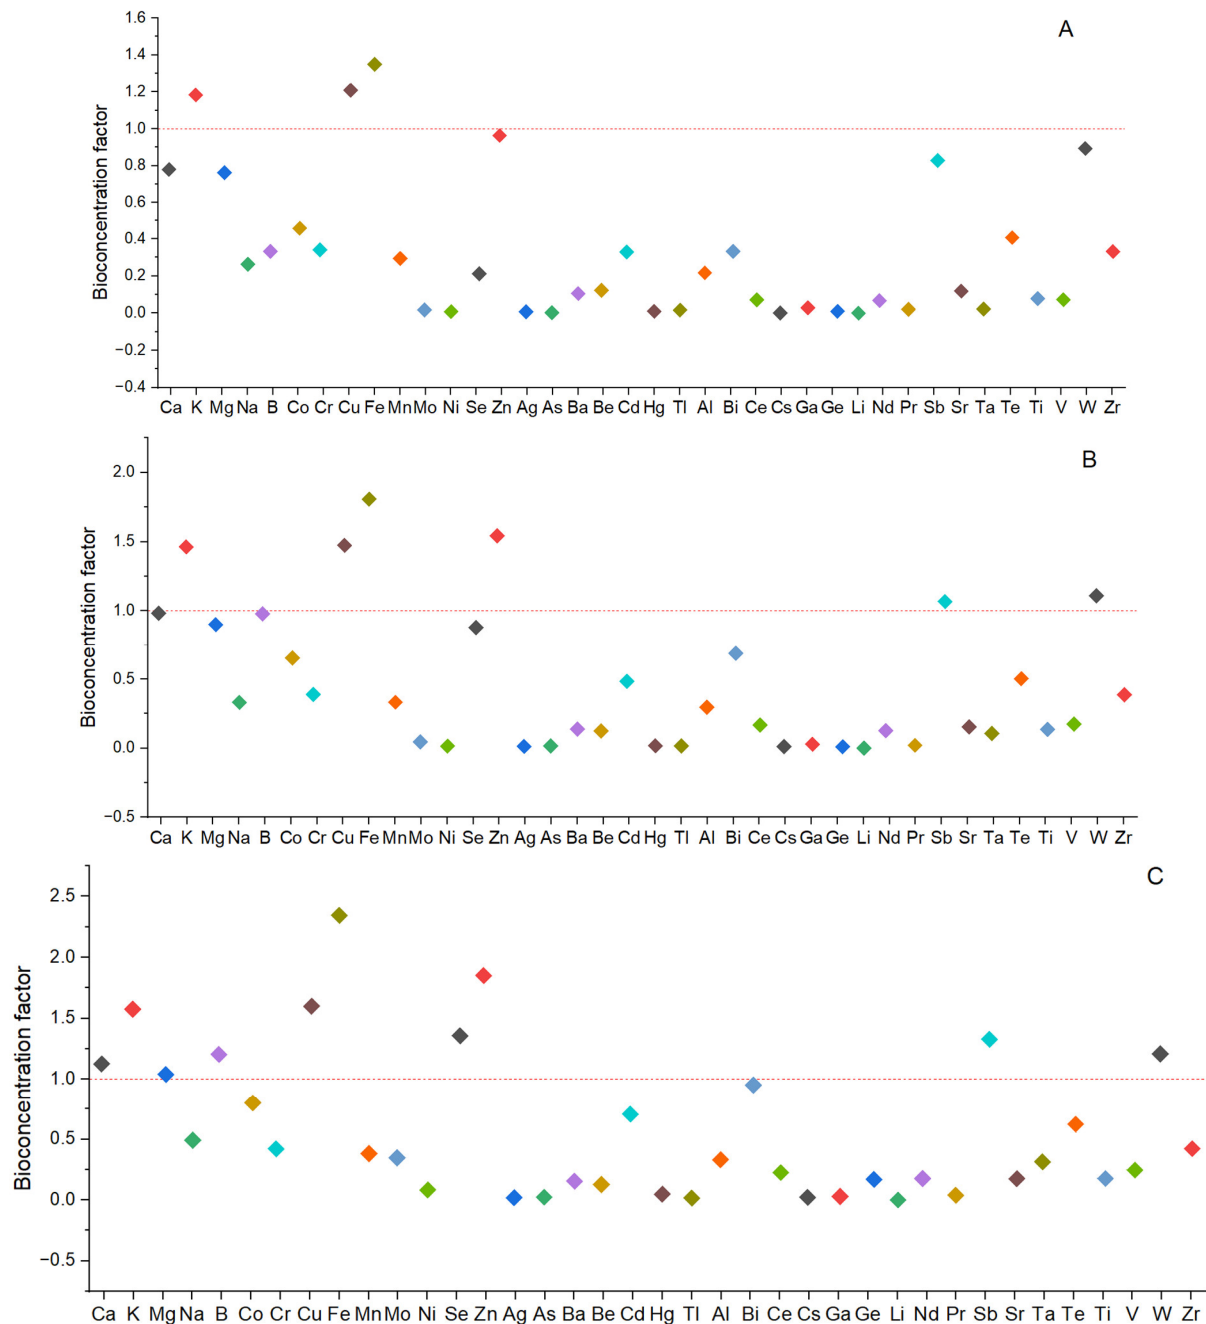 A
Bioconcentration factor
1.6
1.4
1.2
1.0
0.8
0.6
0.4
0.2
0.0
−0.2
−0.4
Ca K Mg Na B Co Cr Cu Fe Mn Mo Ni Se Zn Ag As Ba Be Cd Hg Tl Al Bi Ce Cs Ga Ge Li Nd Pr Sb Sr Ta Te Ti V W Zr
B
Bioconcentration factor
2.0
1.5
1.0
0.5
0.0
−0.5
Ca K Mg Na B Co Cr Cu Fe Mn Mo Ni Se Zn Ag As Ba Be Cd Hg Tl Al Bi Ce Cs Ga Ge Li Nd Pr Sb Sr Ta Te Ti V W Zr
C
Bioconcentration factor
2.5
2.0
1.5
1.0
0.5
0.0
−0.5
Ca K Mg Na B Co Cr Cu Fe Mn Mo Ni Se Zn Ag As Ba Be Cd Hg Tl Al Bi Ce Cs Ga Ge Li Nd Pr Sb Sr Ta Te Ti V W Zr